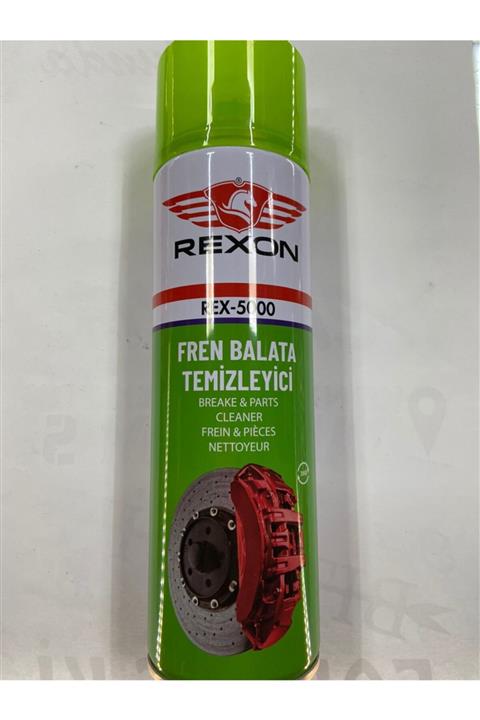 REXON
REX-5000
FREN BALATA
TEMİZLEYİCİ
BREAKE & PARTS
CLEANER
FREIN & PIÈCES
NETTOYEUR